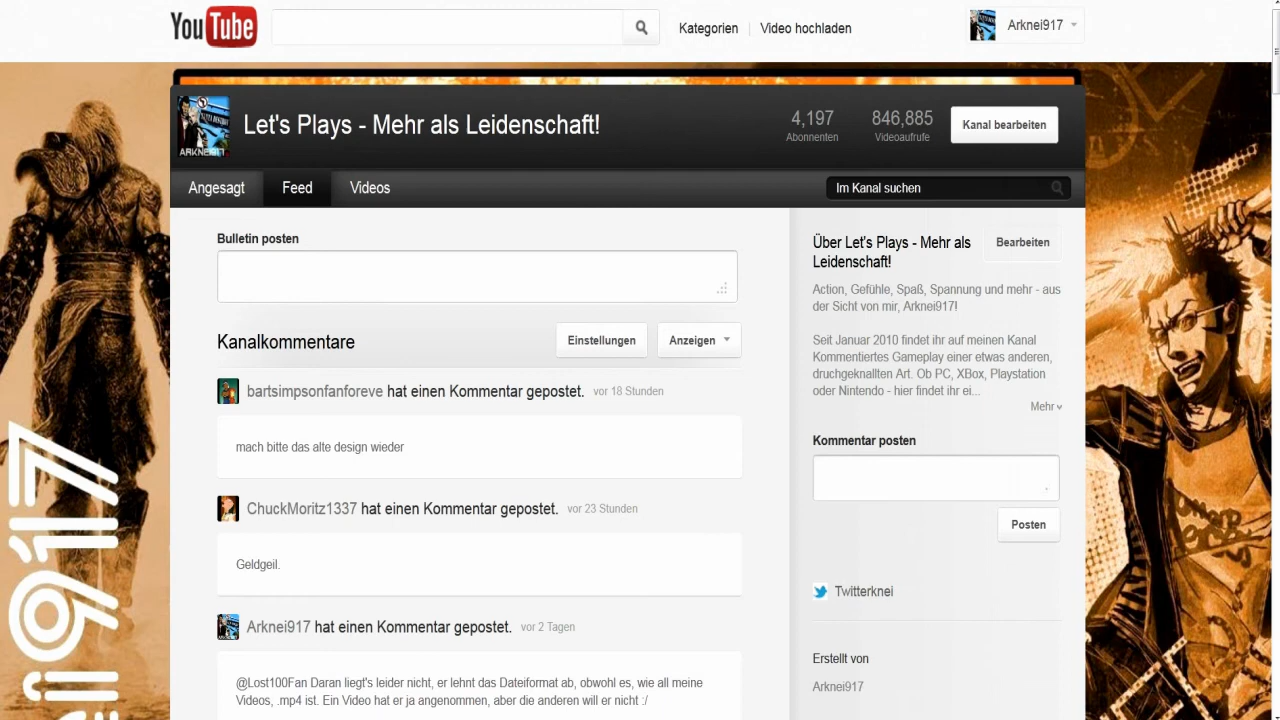 YouTube
Kategorien
Video hochladen
Arknei917
Let's Plays - Mehr als Leidenschaft!
4,197
Abonnenten
846,885
Videoaufrufe
Kanal bearbeiten
ARKNEI917
Angesagt
Feed
Videos
Im Kanal suchen
Bulletin posten
Kanalkommentare
Einstellungen
Anzeigen
bartsimpsonfanforeve hat einen Kommentar gepostet. vor 18 Stunden
mach bitte das alte design wieder
ChuckMoritz1337 hat einen Kommentar gepostet. vor 23 Stunden
Geldgeil.
Arknei917 hat einen Kommentar gepostet. vor 2 Tagen
@Lost100Fan Daran liegt's leider nicht, er lehnt das Dateiformat ab, obwohl es, wie all meine
Videos, .mp4 ist. Ein Video hat er ja angenommen, aber die anderen will er nicht :/
Über Let's Plays - Mehr als
Leidenschaft!
Bearbeiten
Action, Gefühle, Spaß, Spannung und mehr - aus
der Sicht von mir, Arknei917!
Seit Januar 2010 findet ihr auf meinen Kanal
Kommentiertes Gameplay einer etwas anderen,
druchgeknallten Art. Ob PC, XBox, Playstation
oder Nintendo - hier findet ihr ei...
Mehr
Kommentar posten
Posten
Twitterknei
Erstellt von
Arknei917
ei917